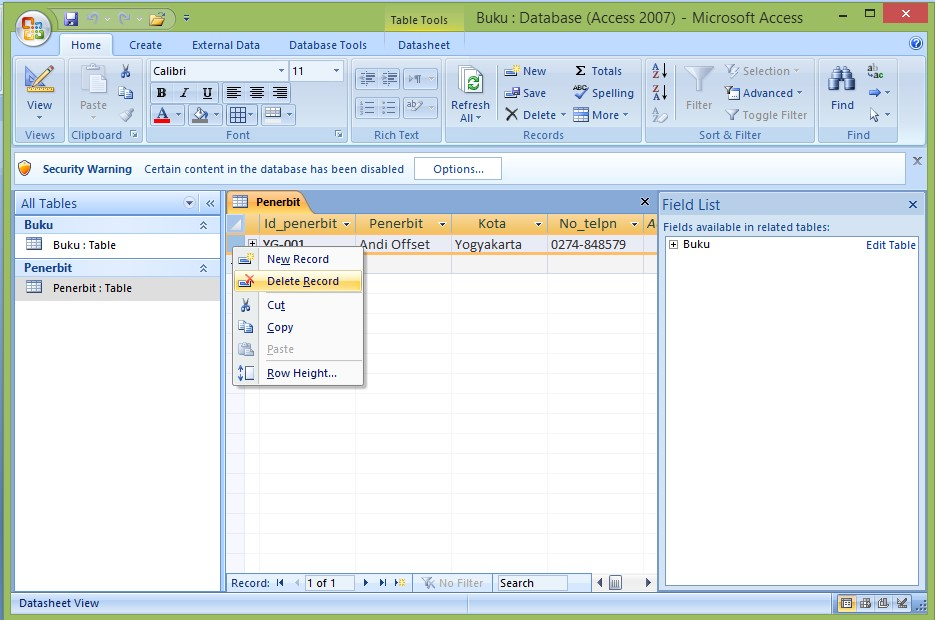 Table Tools
Buku : Database (Access 2007) - Microsoft Access
Home Create External Data Database Tools Datasheet
View
Views
Paste
Clipboard
Calibri 11
B I U
A
Font
ab
Rich Text
Refresh All
New
Save
Delete
Σ Totals
ABC Spelling
More
Records
Filter
Selection
Advanced
Toggle Filter
Sort & Filter
Find
Find
Security Warning Certain content in the database has been disabled Options...
All Tables
Buku
Buku : Table
Penerbit
Penerbit : Table
Penerbit
Id_penerbit Penerbit Kota No_telpn A
YG-001 Andi Offset Yogyakarta 0274-848579
New Record
Delete Record
Cut
Copy
Paste
Row Height...
Record: 1 of 1 No Filter Search
Field List
Fields available in related tables:
Buku Edit Table
Datasheet View